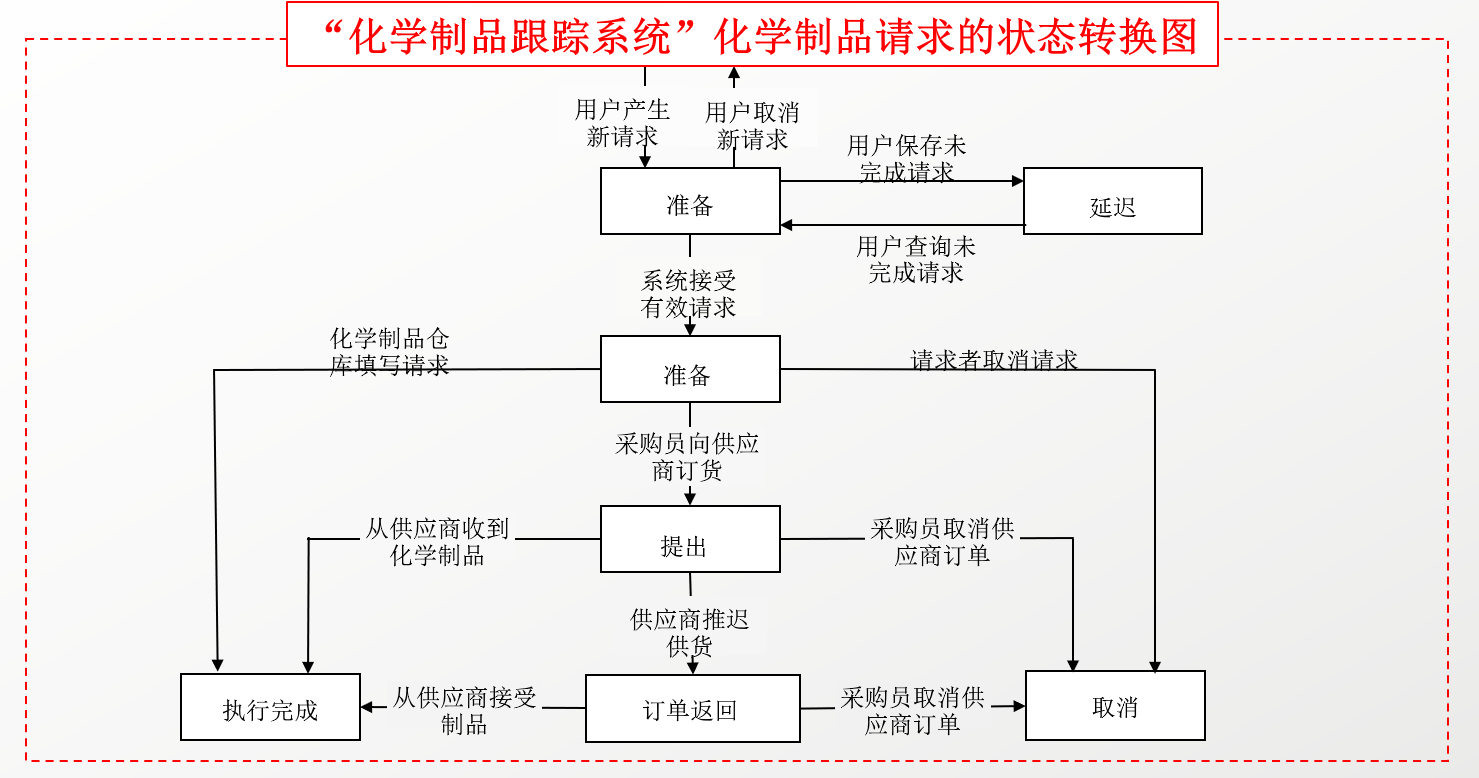 “化学制品跟踪系统”化学制品请求的状态转换图
用户产生
新请求
用户取消
新请求
用户保存未
完成请求
准备
延迟
用户查询未
完成请求
系统接受
有效请求
化学制品仓
库填写请求
准备
请求者取消请求
采购员向供应
商订货
从供应商收到
化学制品
提出
采购员取消供
应商订单
供应商推迟
供货
执行完成
从供应商接受
制品
订单返回
采购员取消供
应商订单
取消